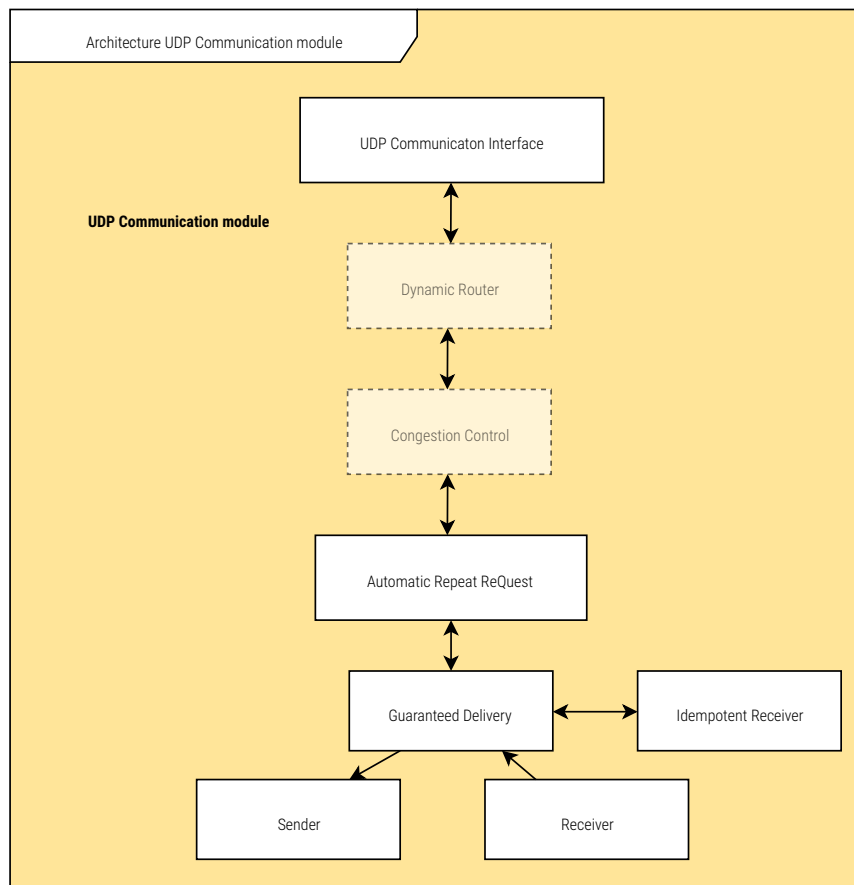 Architecture UDP Communication module
UDP Communicaton Interface
UDP Communication module
Dynamic Router
Congestion Control
Automatic Repeat ReQuest
Guaranteed Delivery
Idempotent Receiver
Sender
Receiver